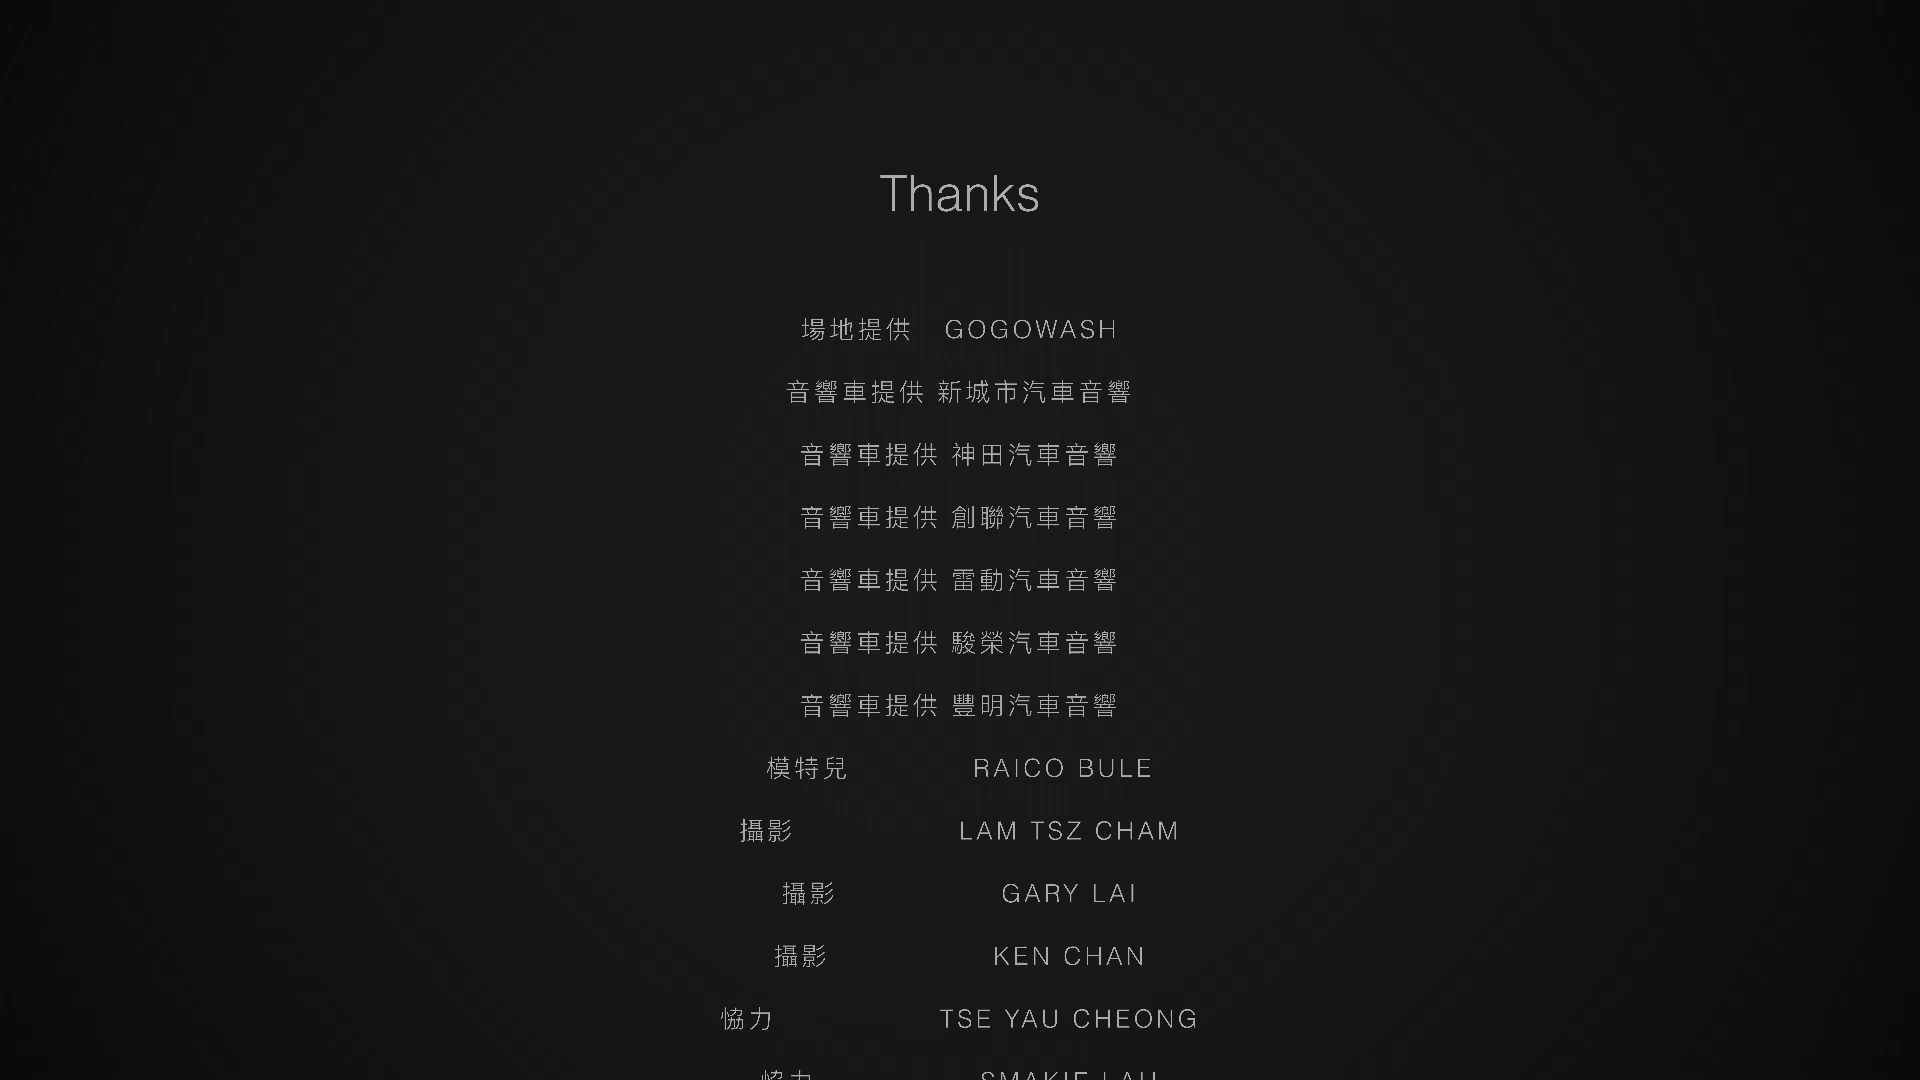 Thanks
場地提供 GOGOWASH
音響車提供 新城市汽車音響
音響車提供 神田汽車音響
音響車提供 創聯汽車音響
音響車提供 雷動汽車音響
音響車提供 駿榮汽車音響
音響車提供 豐明汽車音響
模特兒 RAICO BULE
攝影 LAM TSZ CHAM
攝影 GARY LAI
攝影 KEN CHAN
恊力 TSE YAU CHEONG